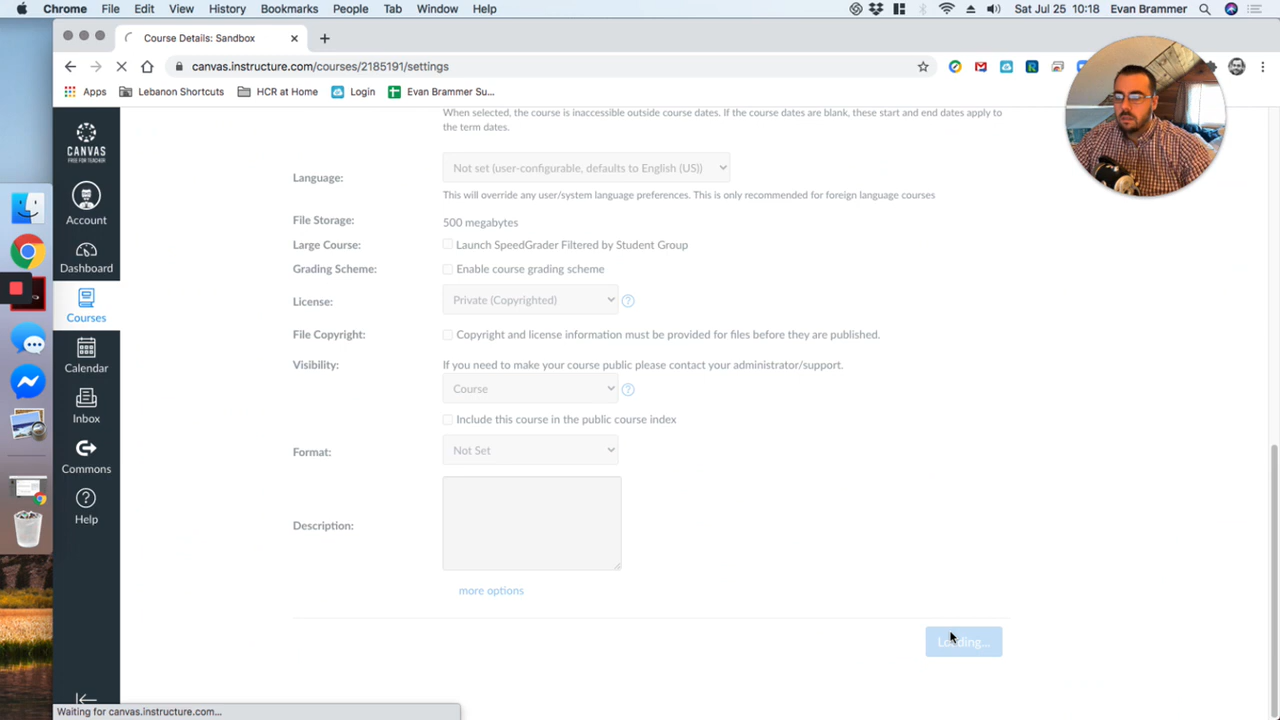 Chrome File Edit View History Bookmarks People Tab Window Help Sat Jul 25 10:18 Evan Brammer
Course Details: Sandbox
canvas.instructure.com/courses/2185191/settings
Apps Lebanon Shortcuts HCR at Home Login Evan Brammer Su...
CANVAS
FREE FOR TEACHER
Account
Dashboard
Courses
Calendar
Inbox
Commons
Help
When selected, the course is inaccessible outside course dates. If the course dates are blank, these start and end dates apply to
the term dates.
Language: Not set (user-configurable, defaults to English (US))
This will override any user/system language preferences. This is only recommended for foreign language courses
File Storage: 500 megabytes
Large Course: Launch SpeedGrader Filtered by Student Group
Grading Scheme: Enable course grading scheme
License: Private (Copyrighted)
File Copyright: Copyright and license information must be provided for files before they are published.
Visibility: If you need to make your course public please contact your administrator/support.
Course
Include this course in the public course index
Format: Not Set
Description:
more options
Loading...
Waiting for canvas.instructure.com...